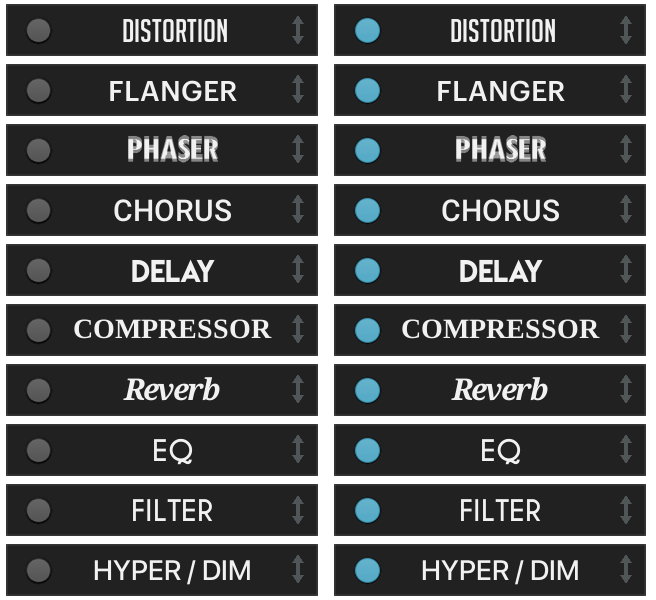 DISTORTION DISTORTION
FLANGER FLANGER
PHASER PHASER
CHORUS CHORUS
DELAY DELAY
COMPRESSOR COMPRESSOR
Reverb Reverb
EQ EQ
FILTER FILTER
HYPER / DIM HYPER / DIM